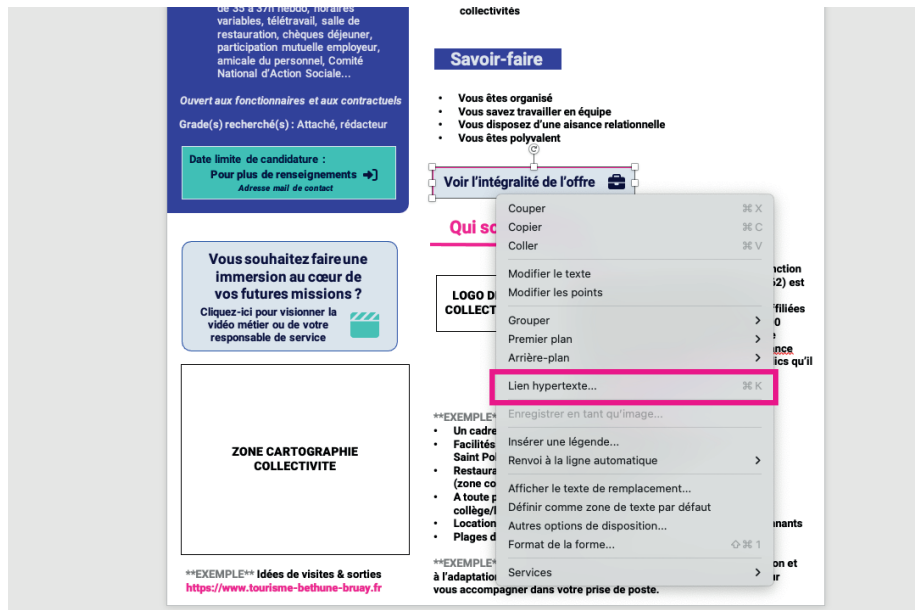 de 35 à 37h hebdo, horaires
variables, télétravail, salle de
restauration, chèques déjeuner,
participation mutuelle employeur,
amicale du personnel, Comité
National d'Action Sociale...
Ouvert aux fonctionnaires et aux contractuels
Grade(s) recherché(s) : Attaché, rédacteur
Date limite de candidature :
Pour plus de renseignements
Adresse mail de contact
Vous souhaitez faire une
immersion au cœur de
vos futures missions ?
Cliquez-ici pour visionner la
vidéo métier ou de votre
responsable de service
ZONE CARTOGRAPHIE
COLLECTIVITE
**EXEMPLE** Idées de visites & sorties
https://www.tourisme-bethune-bruay.fr
collectivités
Savoir-faire
• Vous êtes organisé
• Vous savez travailler en équipe
• Vous disposez d'une aisance relationnelle
• Vous êtes polyvalent
Voir l'intégralité de l'offre
Qui so
LOGO D
COLLECT
nction
62) est
ffiliées
0
e
ance
lics qu'il
**EXEMPLE*
• Un cadre
• Facilités
Saint Pol
• Restaura
(zone co
• A toute p
collège/l
• Location
nnants
• Plages d
**EXEMPLE*
on et
à l'adaptation
ur
vous accompagner dans votre prise de poste.
Couper ⌘ X
Copier ⌘ C
Coller ⌘ V
Modifier le texte
Modifier les points
Grouper
Premier plan
Arrière-plan
Lien hypertexte... ⌘ K
Enregistrer en tant qu'image...
Insérer une légende...
Renvoi à la ligne automatique
Afficher le texte de remplacement...
Définir comme zone de texte par défaut
Autres options de disposition...
Format de la forme... ⇧ ⌘ 1
Services